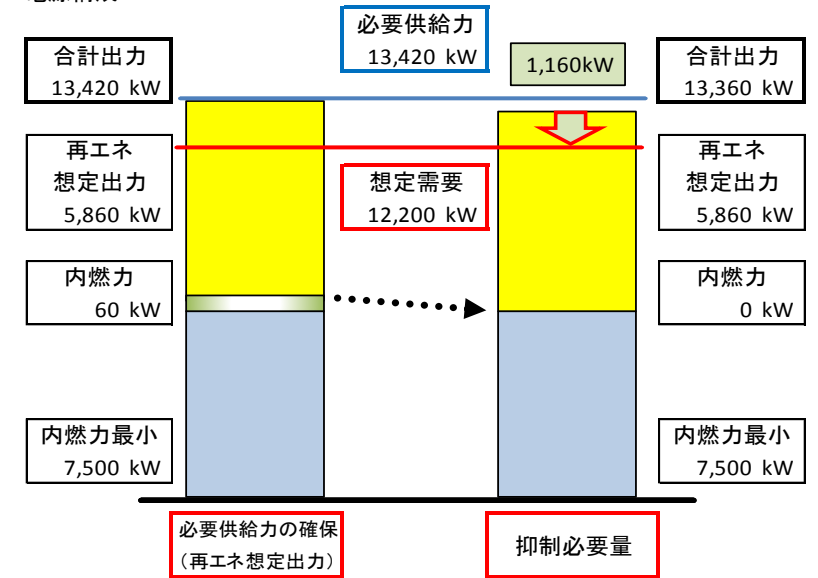 必要供給力
13,420 kW
1,160kW
合計出力
13,420 kW
合計出力
13,360 kW
再エネ
想定出力
5,860 kW
想定需要
12,200 kW
再エネ
想定出力
5,860 kW
内燃力
60 kW
内燃力
0 kW
内燃力最小
7,500 kW
内燃力最小
7,500 kW
必要供給力の確保
（再エネ想定出力）
抑制必要量